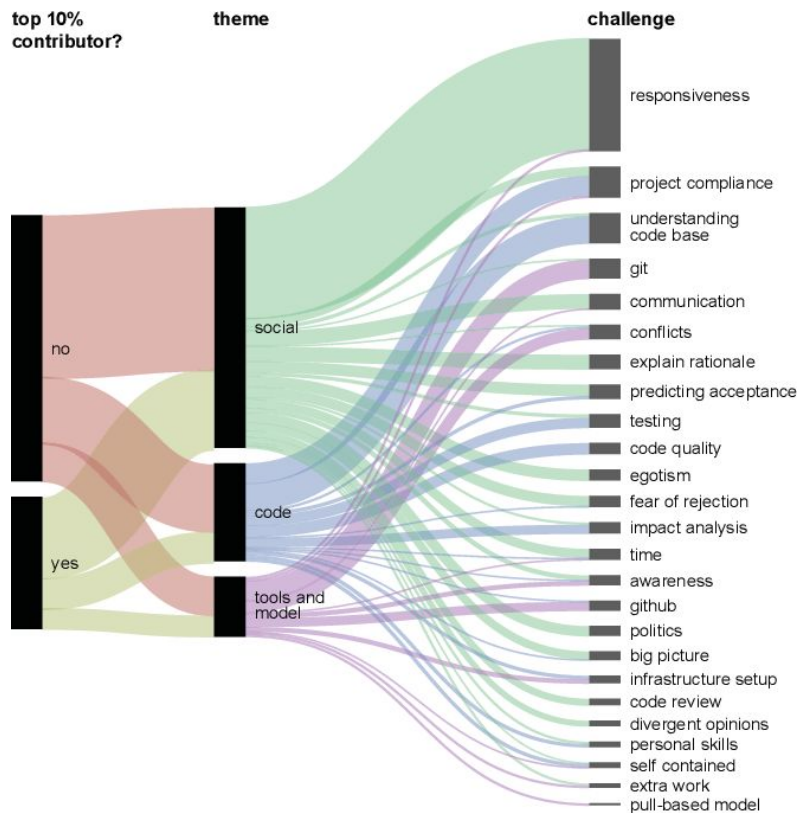 top 10%
contributor?
theme
challenge
no
yes
social
code
tools and
model
responsiveness
project compliance
understanding
code base
git
communication
conflicts
explain rationale
predicting acceptance
testing
code quality
egotism
fear of rejection
impact analysis
time
awareness
github
politics
big picture
infrastructure setup
code review
divergent opinions
personal skills
self contained
extra work
pull-based model